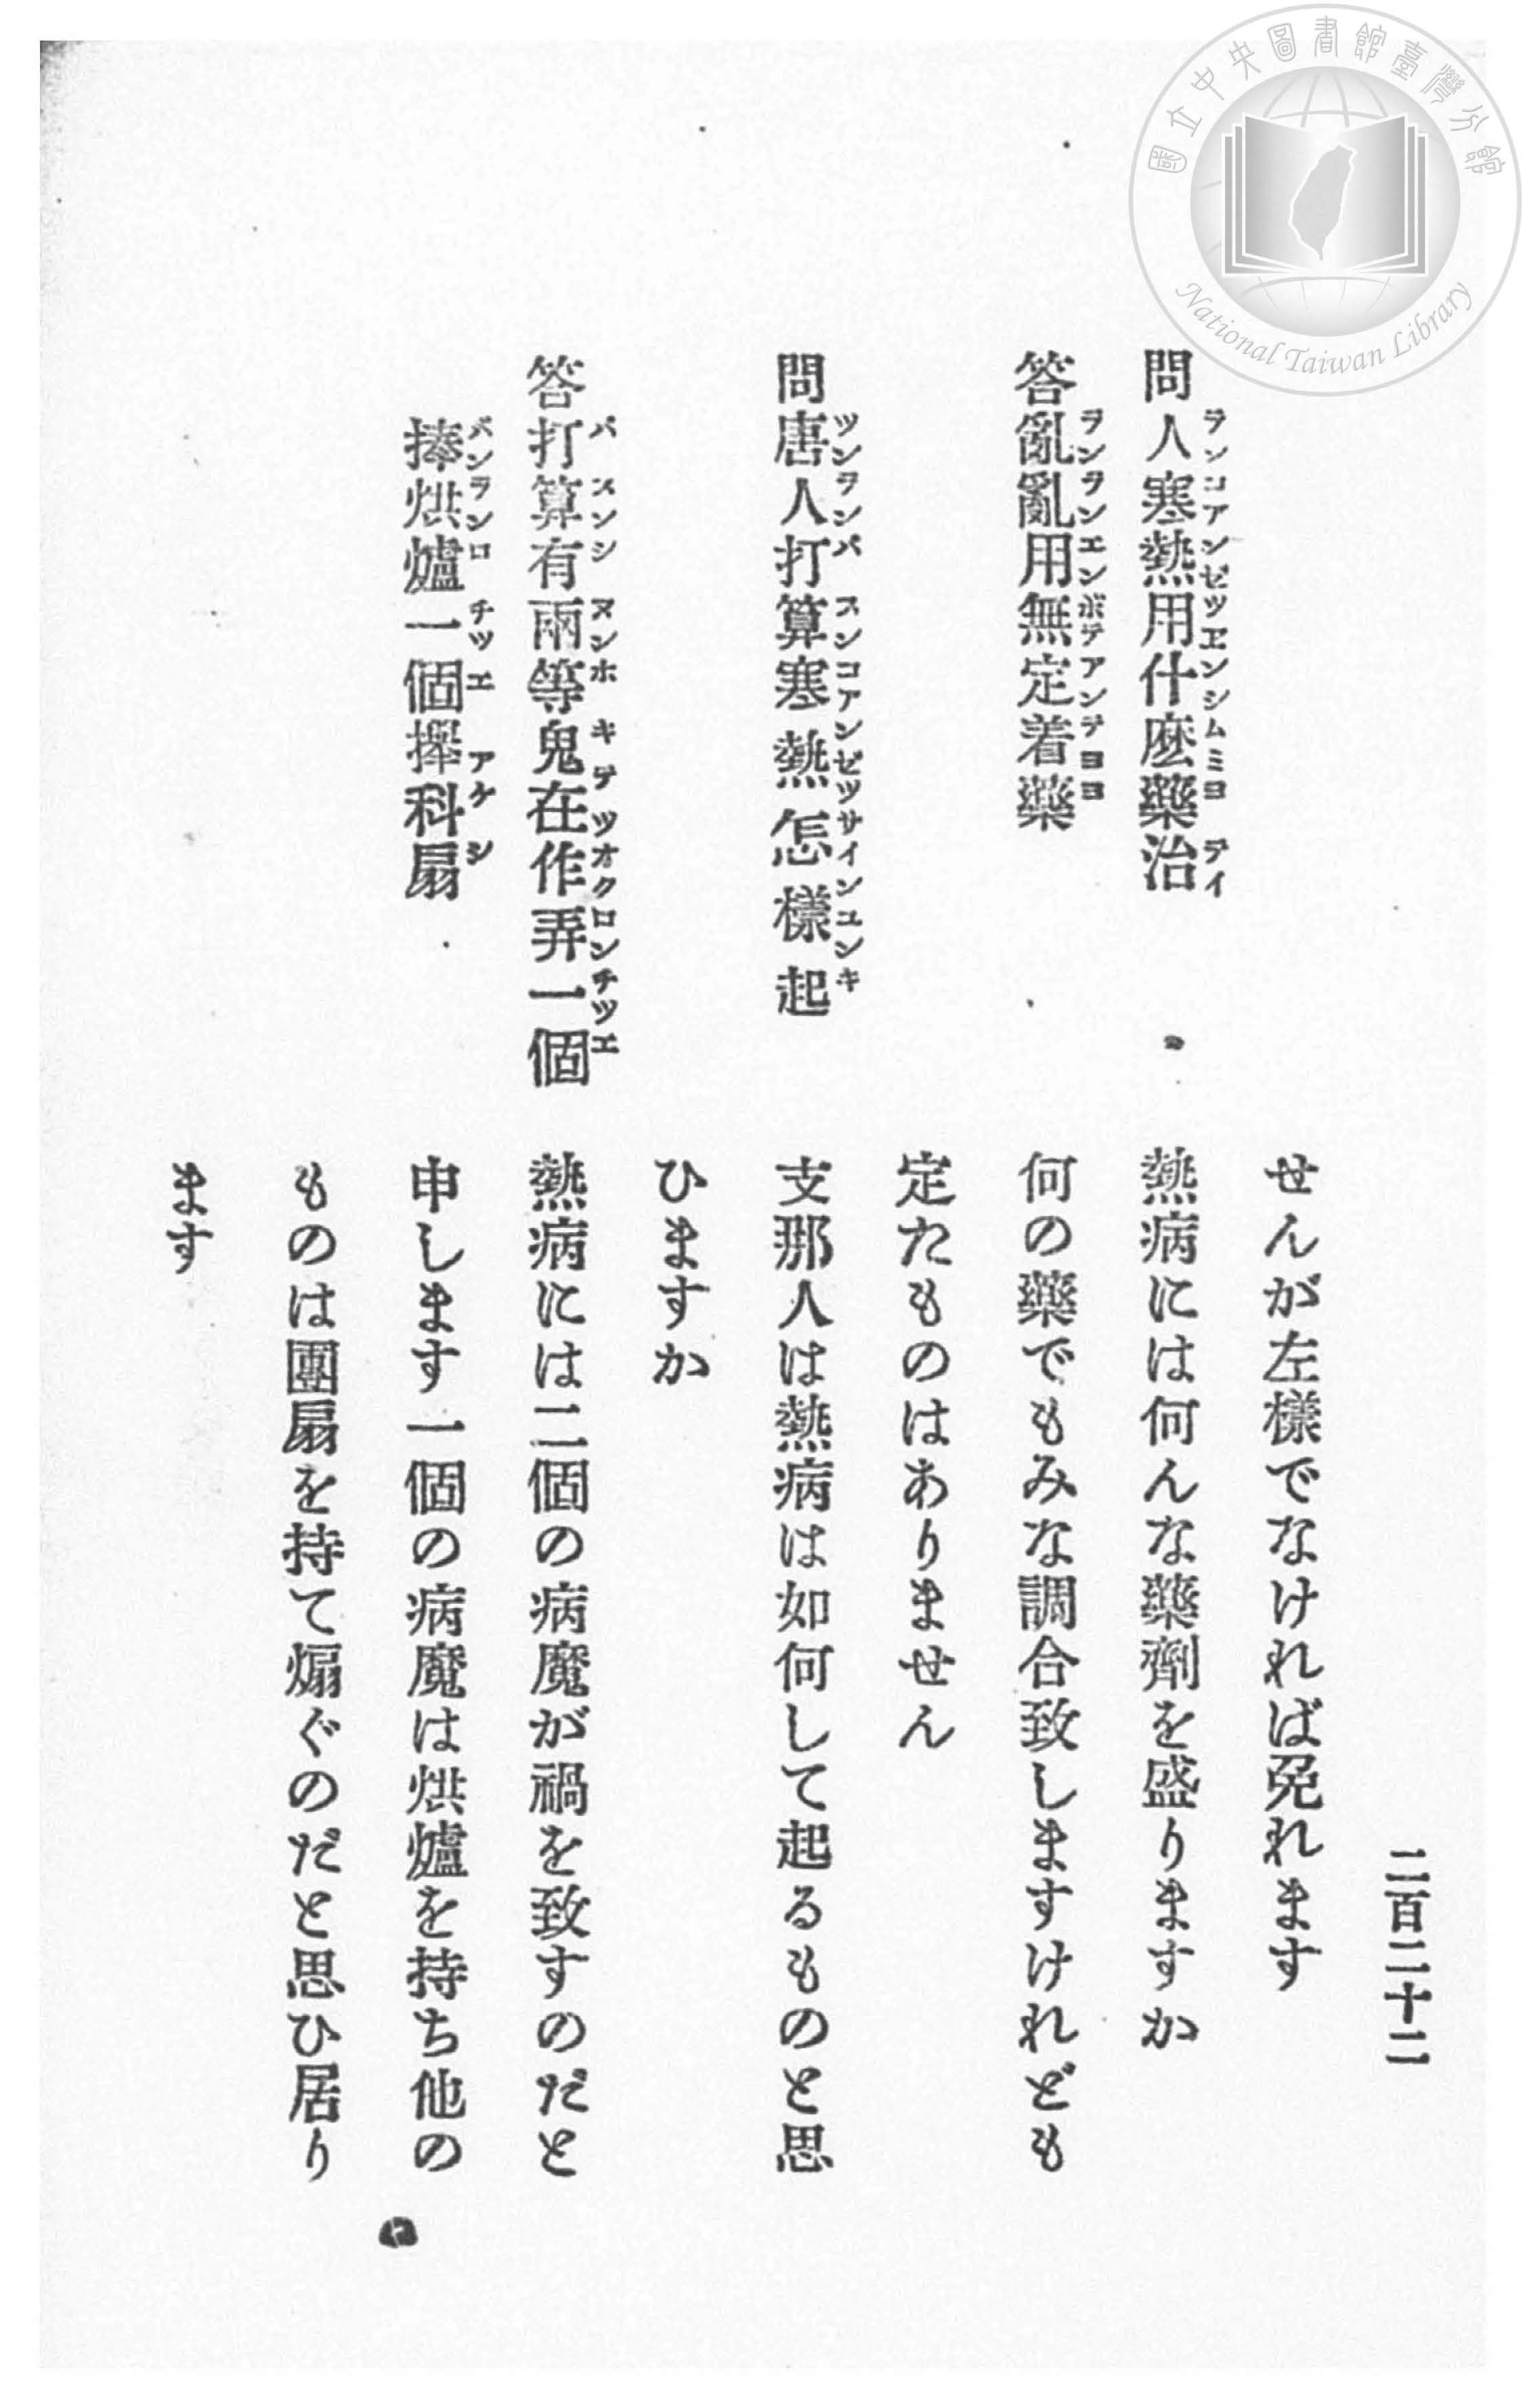 國立中央圖書館臺灣分館
National Taiwan Library
二百二十二
せんが左樣でなければ免れます
問人寒熱用什麽藥治
ランコアンゼツエンシムミヨデイ
熱病には何んな藥劑を盛りますか
答亂亂用無定着藥
ランランエンボテアンテヨヨ
何の藥でもみな調合致しますけれども
定たものはありません
問唐人打算寒熱怎樣起
ツンランパスンコアンゼツサインユンキ
支那人は熱病は如何して起るものと思
ひますか
答打算有兩等鬼在作弄一個
パスンシヌンホキテツオクロンチツエ
熱病には二個の病魔が禍を致すのだと
捧烘爐一個攑科扇
パンランロチツエアケシ
申します一個の病魔は烘爐を持ち他の
ものは團扇を持て煽ぐのだと思ひ居り
ます